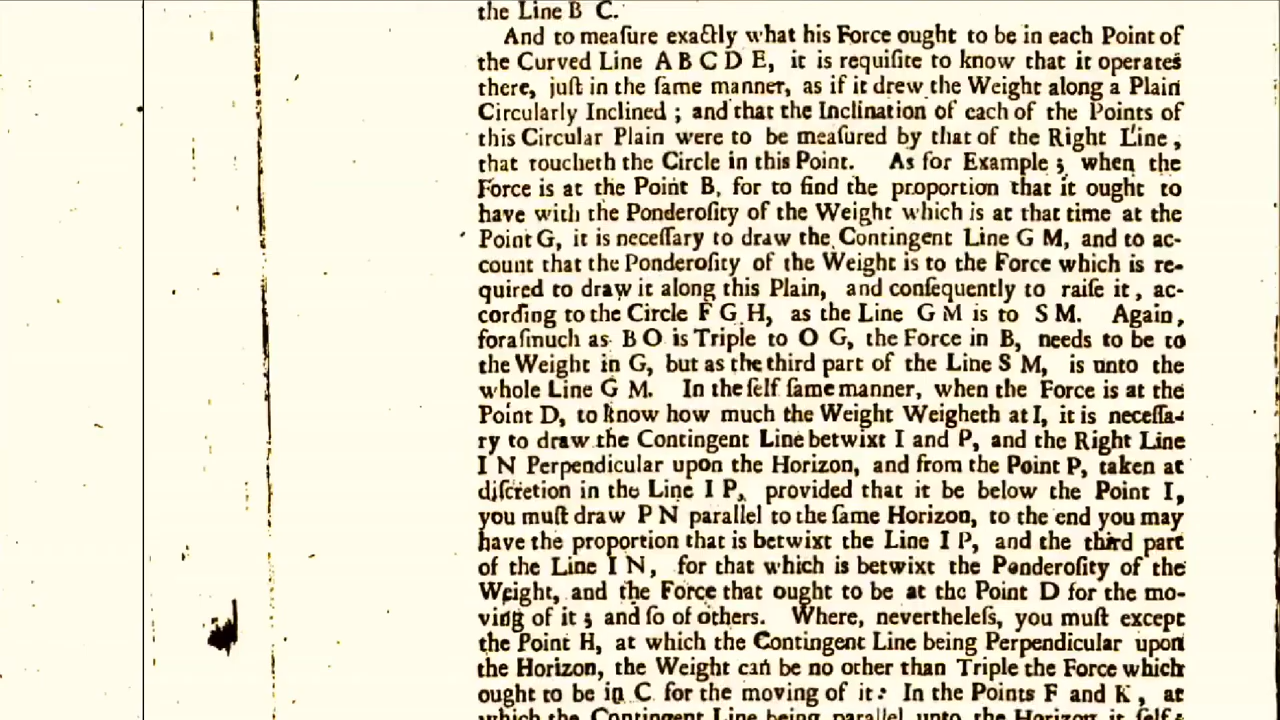 the Line B C.
And to meaſure exactly what his Force ought to be in each Point of
the Curved Line A B C D E, it is requiſite to know that it operates
there, juſt in the ſame manner, as if it drew the Weight along a Plain
Circularly Inclined ; and that the Inclination of each of the Points of
this Circular Plain were to be meaſured by that of the Right Line,
that toucheth the Circle in this Point. As for Example ; when the
Force is at the Point B, for to find the proportion that it ought to
have with the Ponderoſity of the Weight which is at that time at the
Point G, it is neceſſary to draw the Contingent Line G M, and to ac-
count that the Ponderoſity of the Weight is to the Force which is re-
quired to draw it along this Plain, and conſequently to raiſe it, ac-
cording to the Circle F G H, as the Line G M is to S M. Again,
foraſmuch as B O is Triple to O G, the Force in B, needs to be to
the Weight in G, but as the third part of the Line S M, is unto the
whole Line G M. In the ſelf ſame manner, when the Force is at the
Point D, to know how much the Weight Weigheth at I, it is neceſſa-
ry to draw the Contingent Line betwixt I and P, and the Right Line
I N Perpendicular upon the Horizon, and from the Point P, taken at
diſcretion in the Line I P, provided that it be below the Point I,
you muſt draw P N parallel to the ſame Horizon, to the end you may
have the proportion that is betwixt the Line I P, and the third part
of the Line I N, for that which is betwixt the Ponderoſity of the
Weight, and the Force that ought to be at the Point D for the mo-
ving of it ; and ſo of others. Where, nevertheleſs, you muſt except
the Point H, at which the Contingent Line being Perpendicular upon
the Horizon, the Weight can be no other than Triple the Force which
ought to be in C for the moving of it : In the Points F and K, at
which the Contingent Line being parallel unto the Horizon it ſelf,